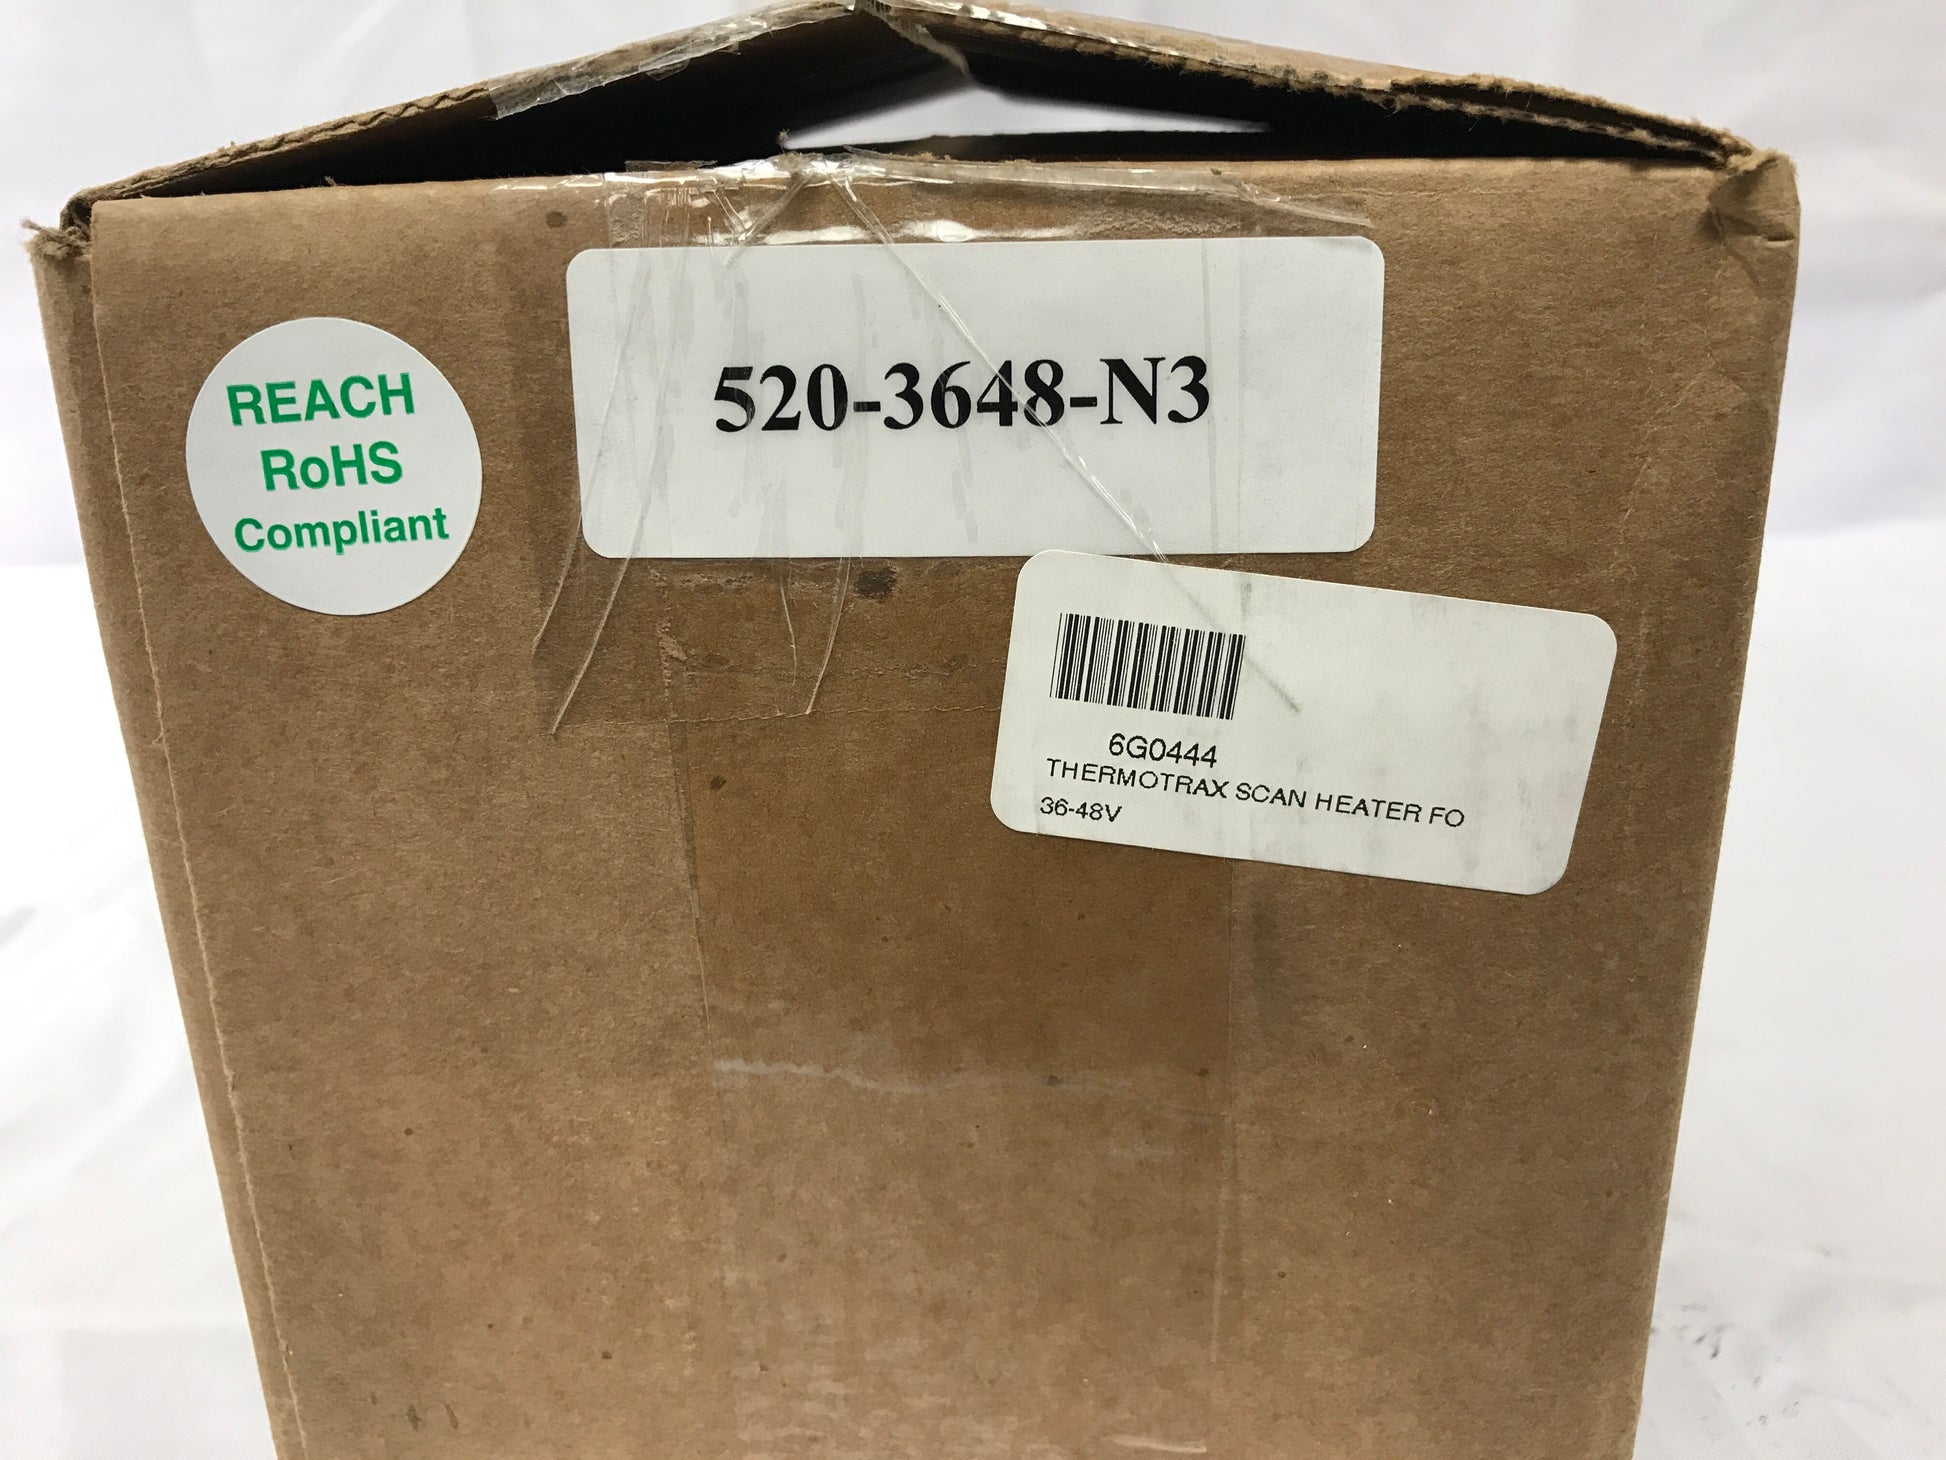 520-3648-N3
REACH
RoHS
Compliant
6G0444
THERMOTRAX SCAN HEATER FO
36-48V